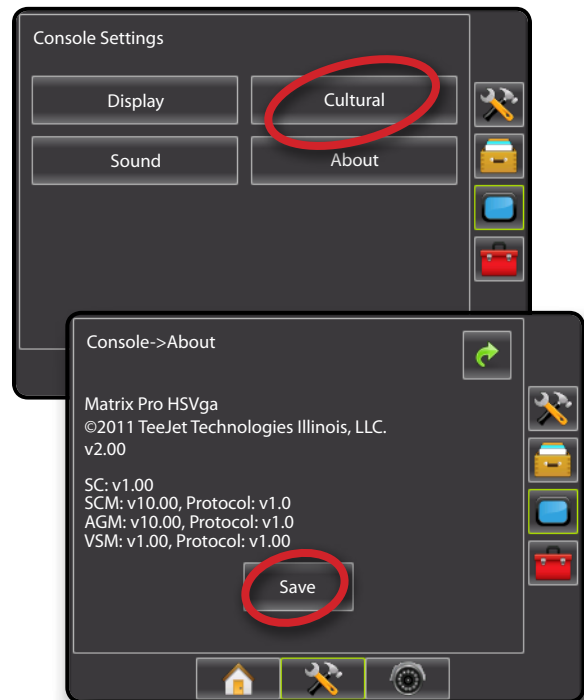 Console Settings
Display
Cultural
Sound
About
Console->About
Matrix Pro HSVga
©2011 TeeJet Technologies Illinois, LLC.
v2.00
SC: v1.00
SCM: v10.00, Protocol: v1.0
AGM: v10.00, Protocol: v1.0
VSM: v1.00, Protocol: v1.00
Save